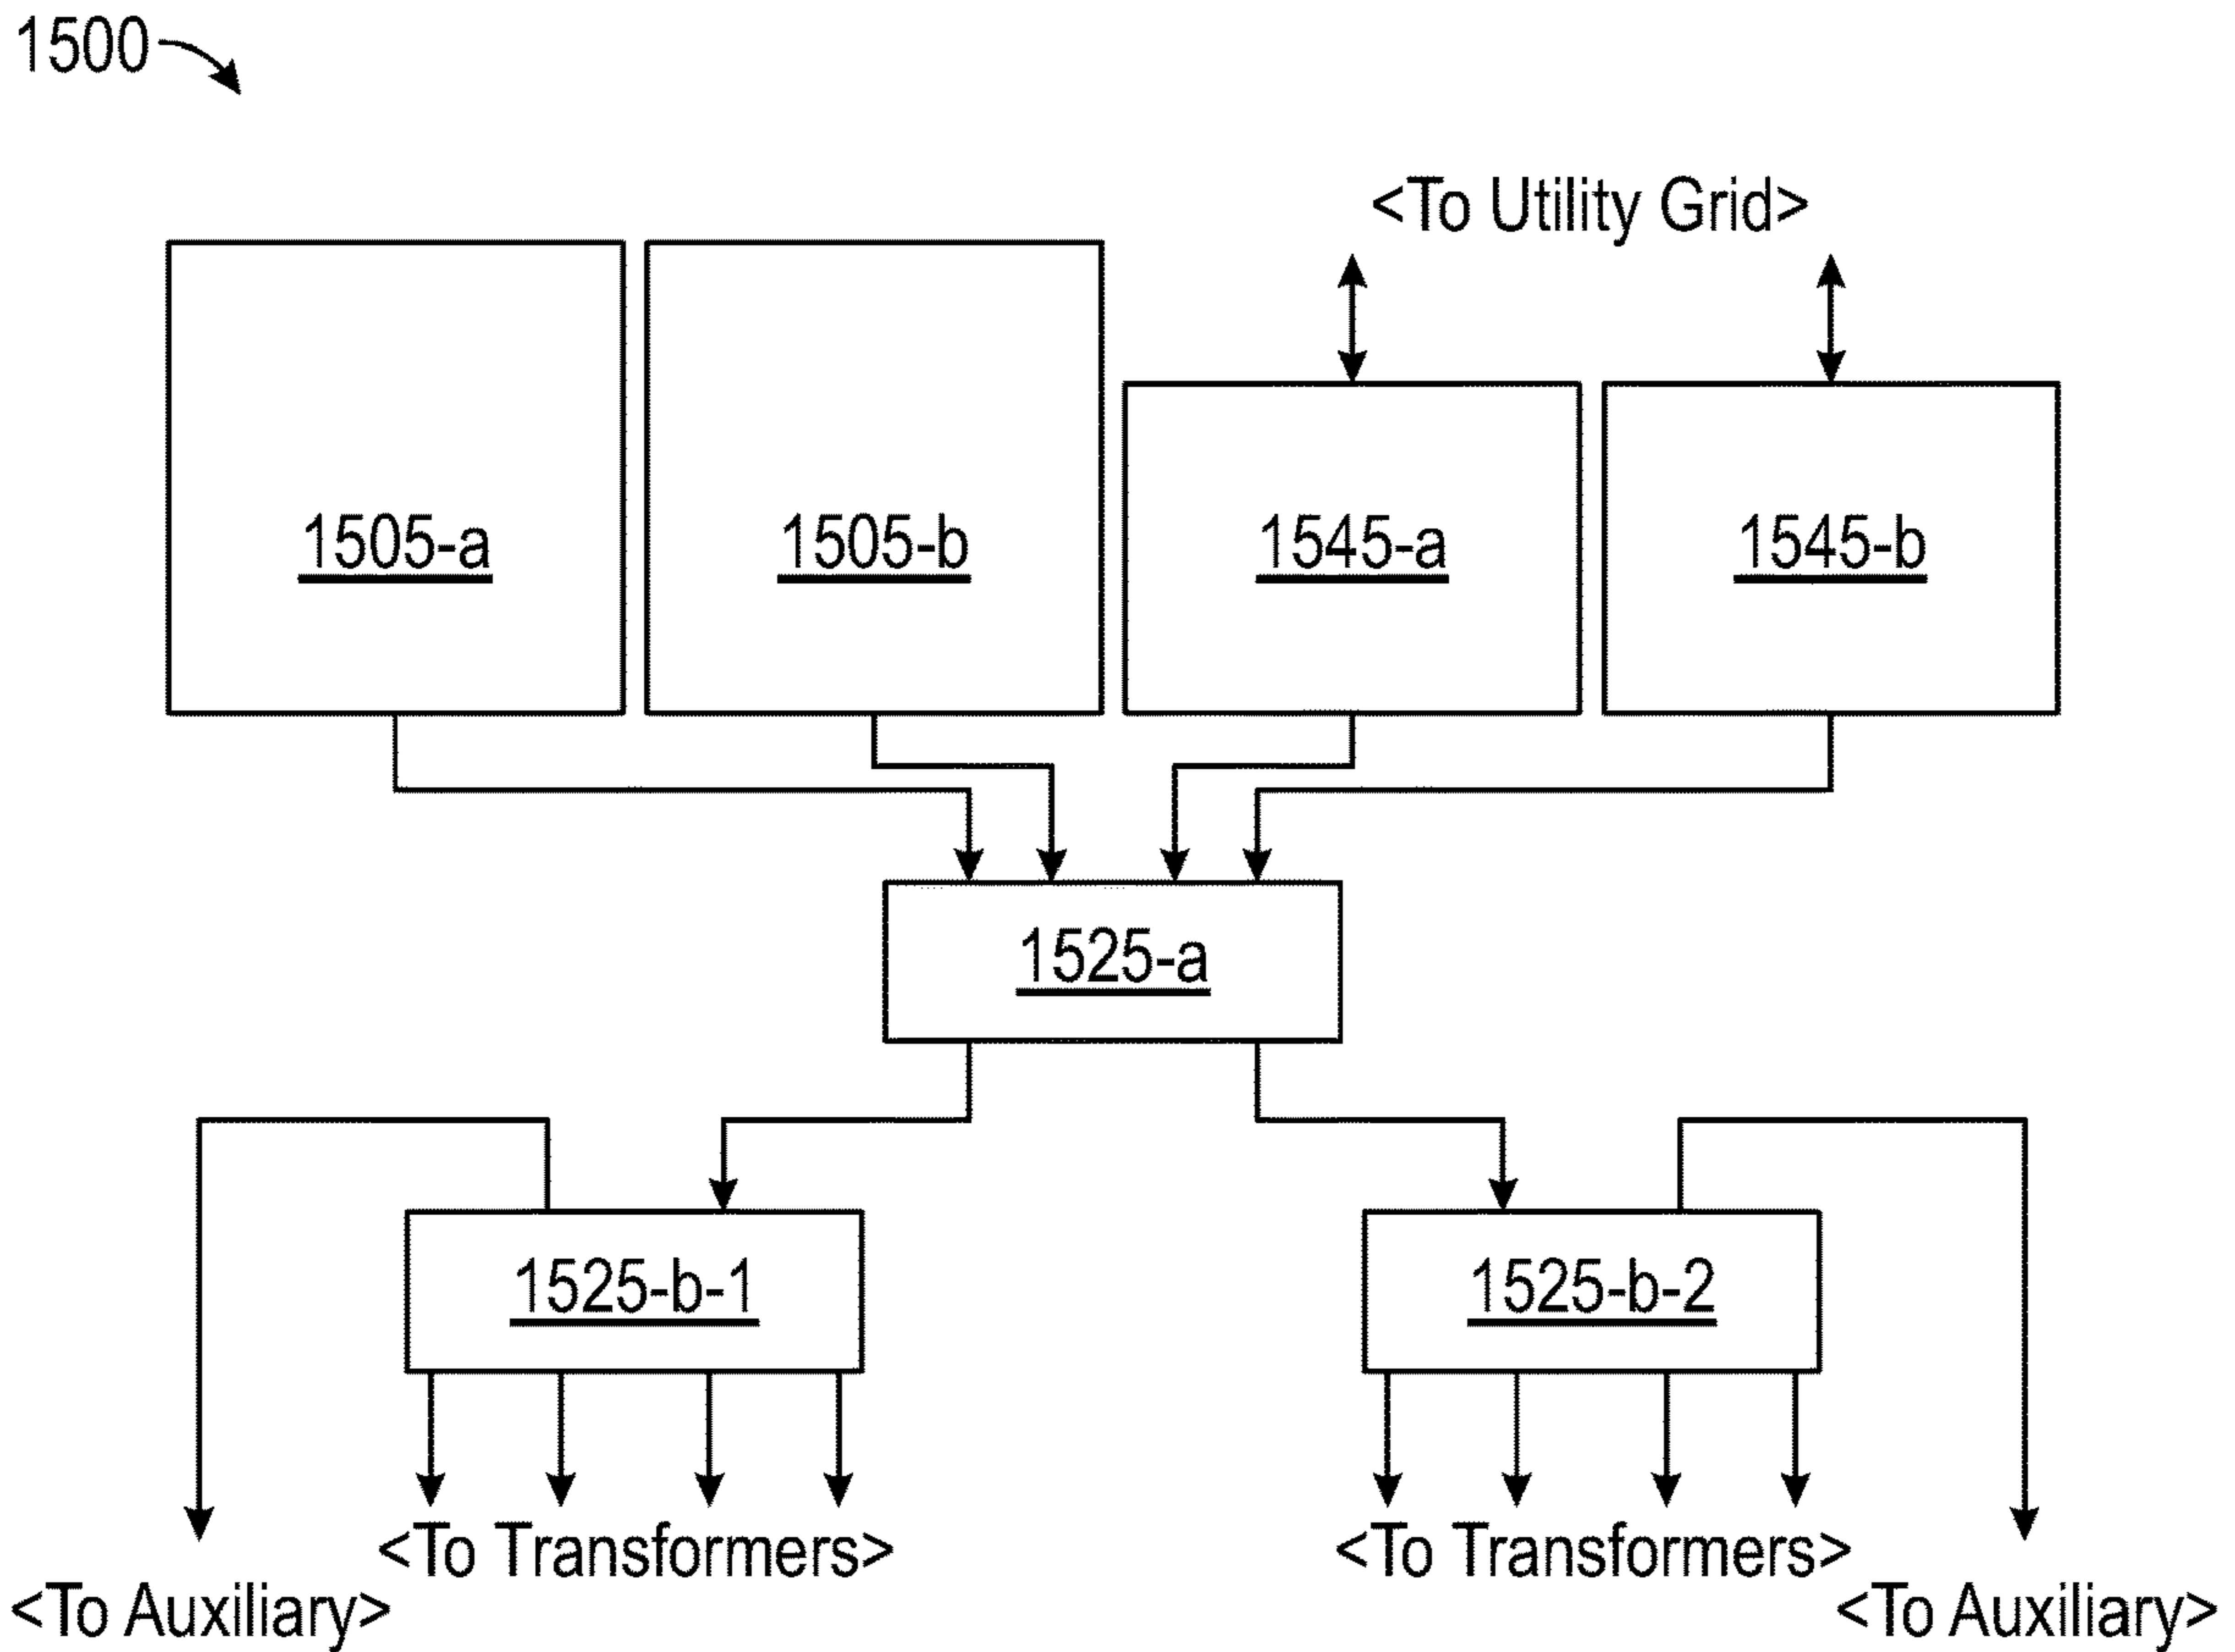 1500
<To Utility Grid>
1505-a
1505-b
1545-a
1545-b
1525-a
1525-b-1
1525-b-2
<To Transformers>
<To Transformers>
<To Auxiliary>
<To Auxiliary>